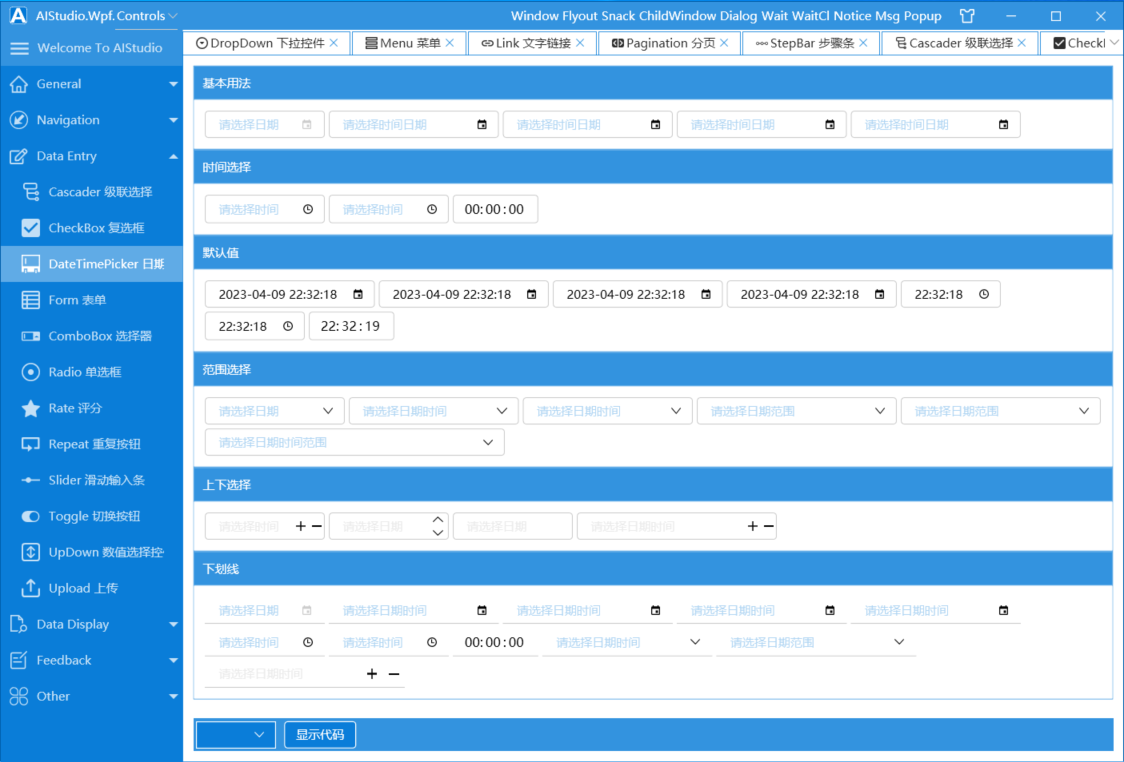 AIStudio.Wpf.Controls
Window Flyout Snack ChildWindow Dialog Wait WaitCl Notice Msg Popup
Welcome To AIStudio
General
Navigation
Data Entry
Cascader 级联选择
CheckBox 复选框
DateTimePicker 日期
Form 表单
ComboBox 选择器
Radio 单选框
Rate 评分
Repeat 重复按钮
Slider 滑动输入条
Toggle 切换按钮
UpDown 数值选择控
Upload 上传
Data Display
Feedback
Other
DropDown 下拉控件 Menu 菜单 Link 文字链接 Pagination 分页 StepBar 步骤条 Cascader 级联选择 Check
基本用法
请选择日期 请选择时间日期 请选择时间日期 请选择时间日期 请选择时间日期
时间选择
请选择时间 请选择时间 00:00:00
默认值
2023-04-09 22:32:18 2023-04-09 22:32:18 2023-04-09 22:32:18 2023-04-09 22:32:18 22:32:18
22:32:18 22:32:19
范围选择
请选择日期 请选择日期时间 请选择日期时间 请选择日期范围 请选择日期范围
请选择日期时间范围
上下选择
请选择时间 请选择日期 请选择日期 请选择日期时间
下划线
请选择日期 请选择日期时间 请选择日期时间 请选择日期时间 请选择日期时间
请选择时间 请选择时间 00:00:00 请选择日期时间 请选择日期范围
请选择日期时间
显示代码